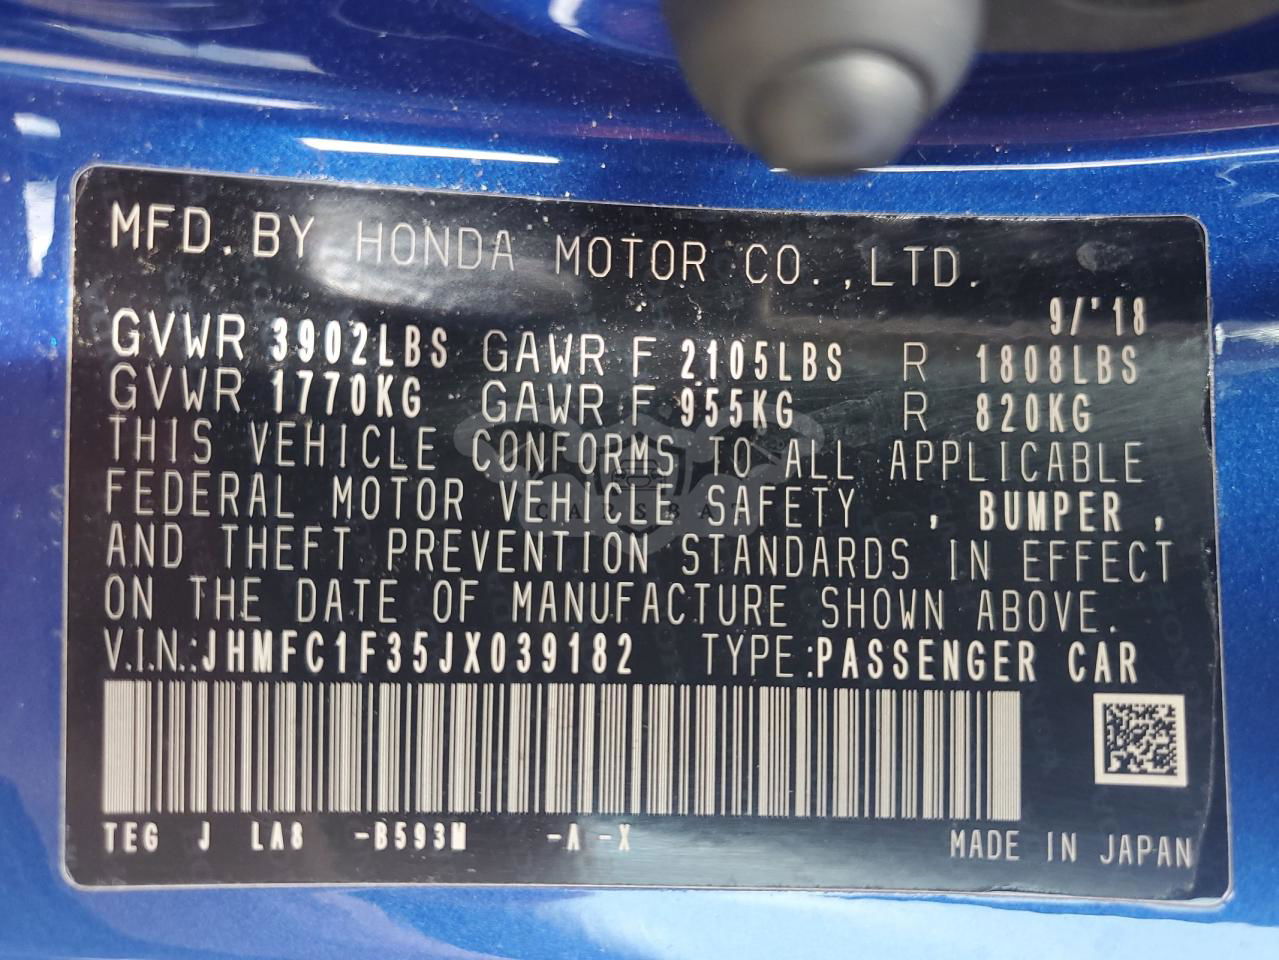 MFD.BY HONDA MOTOR CO.,LTD.
9/'18
GVWR 3902LBS GAWR F 2105LBS R 1808LBS
GVWR 1770KG GAWR F 955KG R 820KG
THIS VEHICLE CONFORMS TO ALL APPLICABLE
FEDERAL MOTOR VEHICLE SAFETY , BUMPER ,
AND THEFT PREVENTION STANDARDS IN EFFECT
ON THE DATE OF MANUFACTURE SHOWN ABOVE.
V.I.N.:JHMFC1F35JX039182 TYPE:PASSENGER CAR
TEG J LA8 -B593M -A -X
MADE IN JAPAN